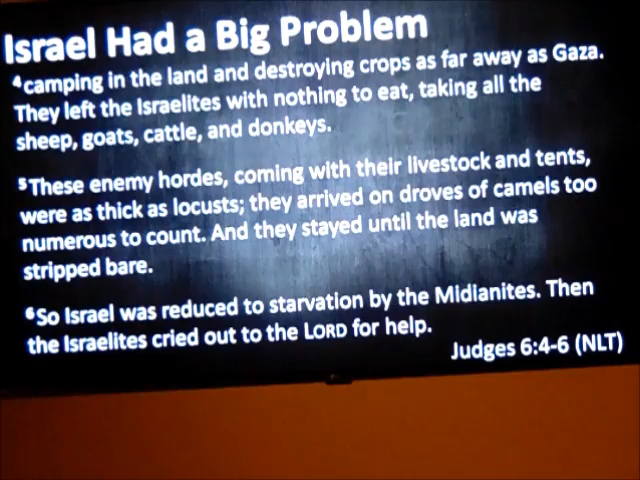 Israel Had a Big Problem
⁴camping in the land and destroying crops as far away as Gaza.
They left the Israelites with nothing to eat, taking all the
sheep, goats, cattle, and donkeys.
⁵These enemy hordes, coming with their livestock and tents,
were as thick as locusts; they arrived on droves of camels too
numerous to count. And they stayed until the land was
stripped bare.
⁶So Israel was reduced to starvation by the Midianites. Then
the Israelites cried out to the LORD for help.
Judges 6:4-6 (NLT)